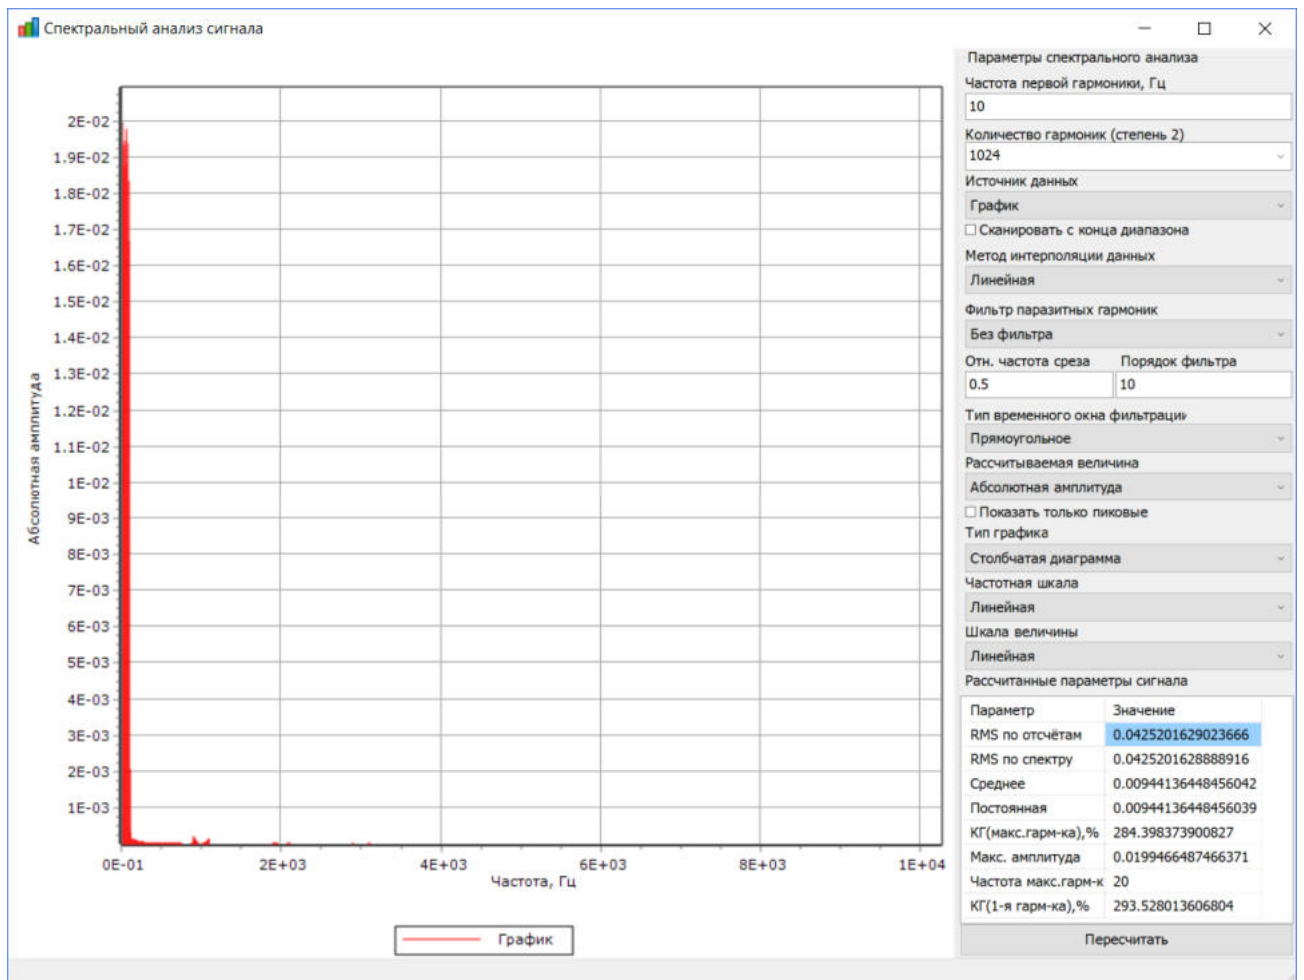 Спектральный анализ сигнала
2E-02
1.9E-02
1.8E-02
1.7E-02
1.6E-02
1.5E-02
1.4E-02
1.3E-02
1.2E-02
1.1E-02
1E-02
9E-03
8E-03
7E-03
6E-03
5E-03
4E-03
3E-03
2E-03
1E-03
Абсолютная ампплитуда
0E-01
2E+03
4E+03
6E+03
8E+03
1E+04
Частота, Гц
График
Параметры спектрального анализа
Частота первой гармоники, Гц
10
Количество гармоник (степень 2)
1024
Источник данных
График
Сканировать с конца диапазона
Метод интерполяции данных
Линейная
Фильтр паразитных гармоник
Без фильтра
Отн. частота среза Порядок фильтра
0.5 10
Тип временного окна фильтрации
Прямоугольное
Рассчитываемая величина
Абсолютная амплитуда
Показать только пиковые
Тип графика
Столбчатая диаграмма
Частотная шкала
Линейная
Шкала величины
Линейная
Рассчитанные параметры сигнала
Параметр Значение
RMS по отсчётам 0.0425201629023666
RMS по спектру 0.0425201628888916
Среднее 0.00944136448456042
Постоянная 0.00944136448456039
КГ(макс.гарм-ка),% 284.398373900827
Макс. амплитуда 0.0199466487466371
Частота макс.гарм-к 20
КГ(1-я гарм-ка),% 293.528013606804
Пересчитать